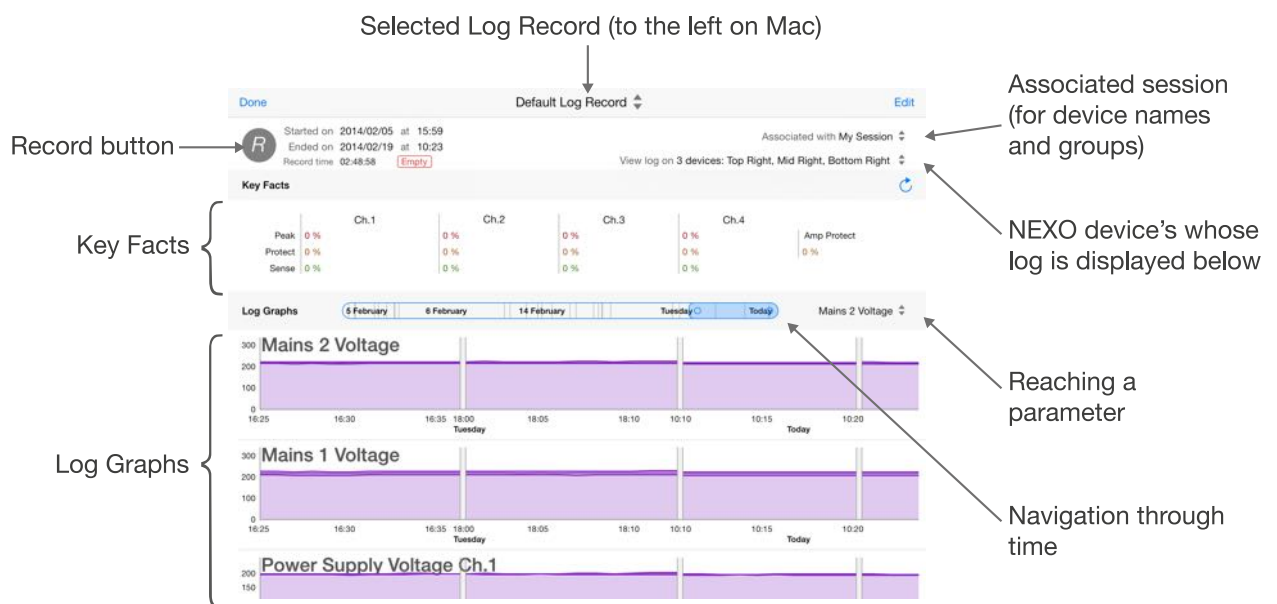 Selected Log Record (to the left on Mac)
Done
Default Log Record
Edit
Record button
R
Started on 2014/02/05 at 15:59
Ended on 2014/02/19 at 10:23
Record time 02:48:58 Empty
Associated with My Session
View log on 3 devices: Top Right, Mid Right, Bottom Right
Associated session
(for device names
and groups)
Key Facts
Key Facts
Ch.1 Ch.2 Ch.3 Ch.4
Peak 0 % 0 % 0 % 0 % Amp Protect
Protect 0 % 0 % 0 % 0 % 0 %
Sense 0 % 0 % 0 % 0 %
NEXO device's whose
log is displayed below
Log Graphs 5 February 6 February 14 February Tuesday Today Mains 2 Voltage
Log Graphs
Mains 2 Voltage
300
200
100
0
16:25 16:30 16:35 18:00 18:05 18:10 10:10 10:15 10:20
Tuesday Today
Reaching a
parameter
Mains 1 Voltage
300
200
100
0
16:25 16:30 16:35 18:00 18:05 18:10 10:10 10:15 10:20
Tuesday Today
Navigation through
time
Power Supply Voltage Ch.1
200
150